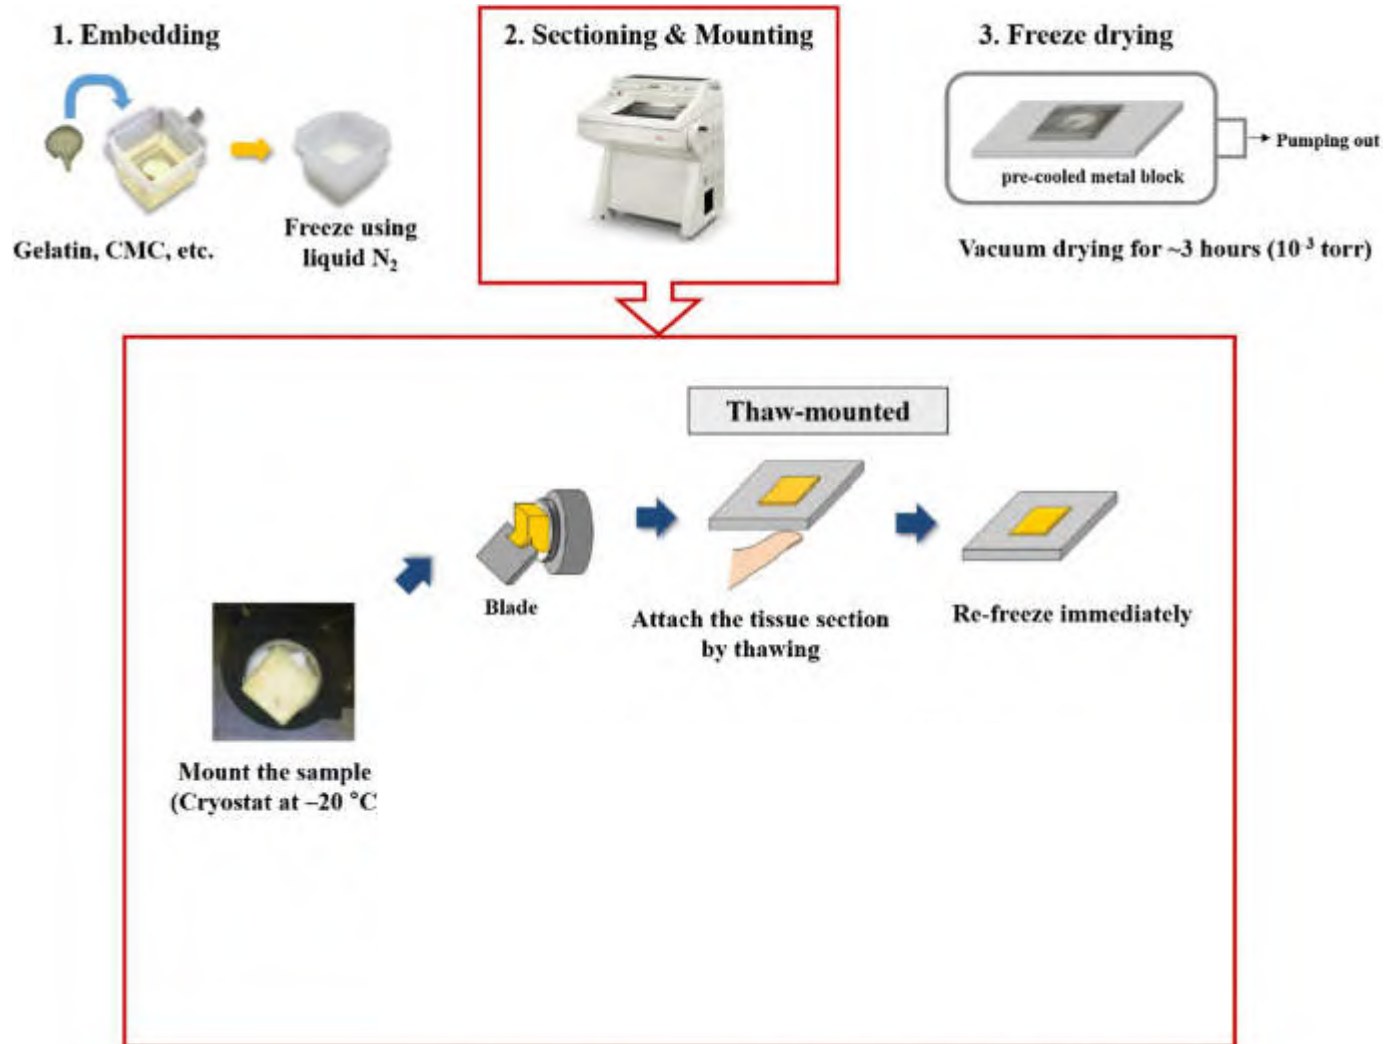 1. Embedding
Gelatin, CMC, etc.
Freeze using
liquid N₂
2. Sectioning & Mounting
3. Freeze drying
pre-cooled metal block
Pumping out
Vacuum drying for ~3 hours (10⁻³ torr)
Thaw-mounted
Blade
Attach the tissue section
by thawing
Re-freeze immediately
Mount the sample
(Cryostat at –20 °C